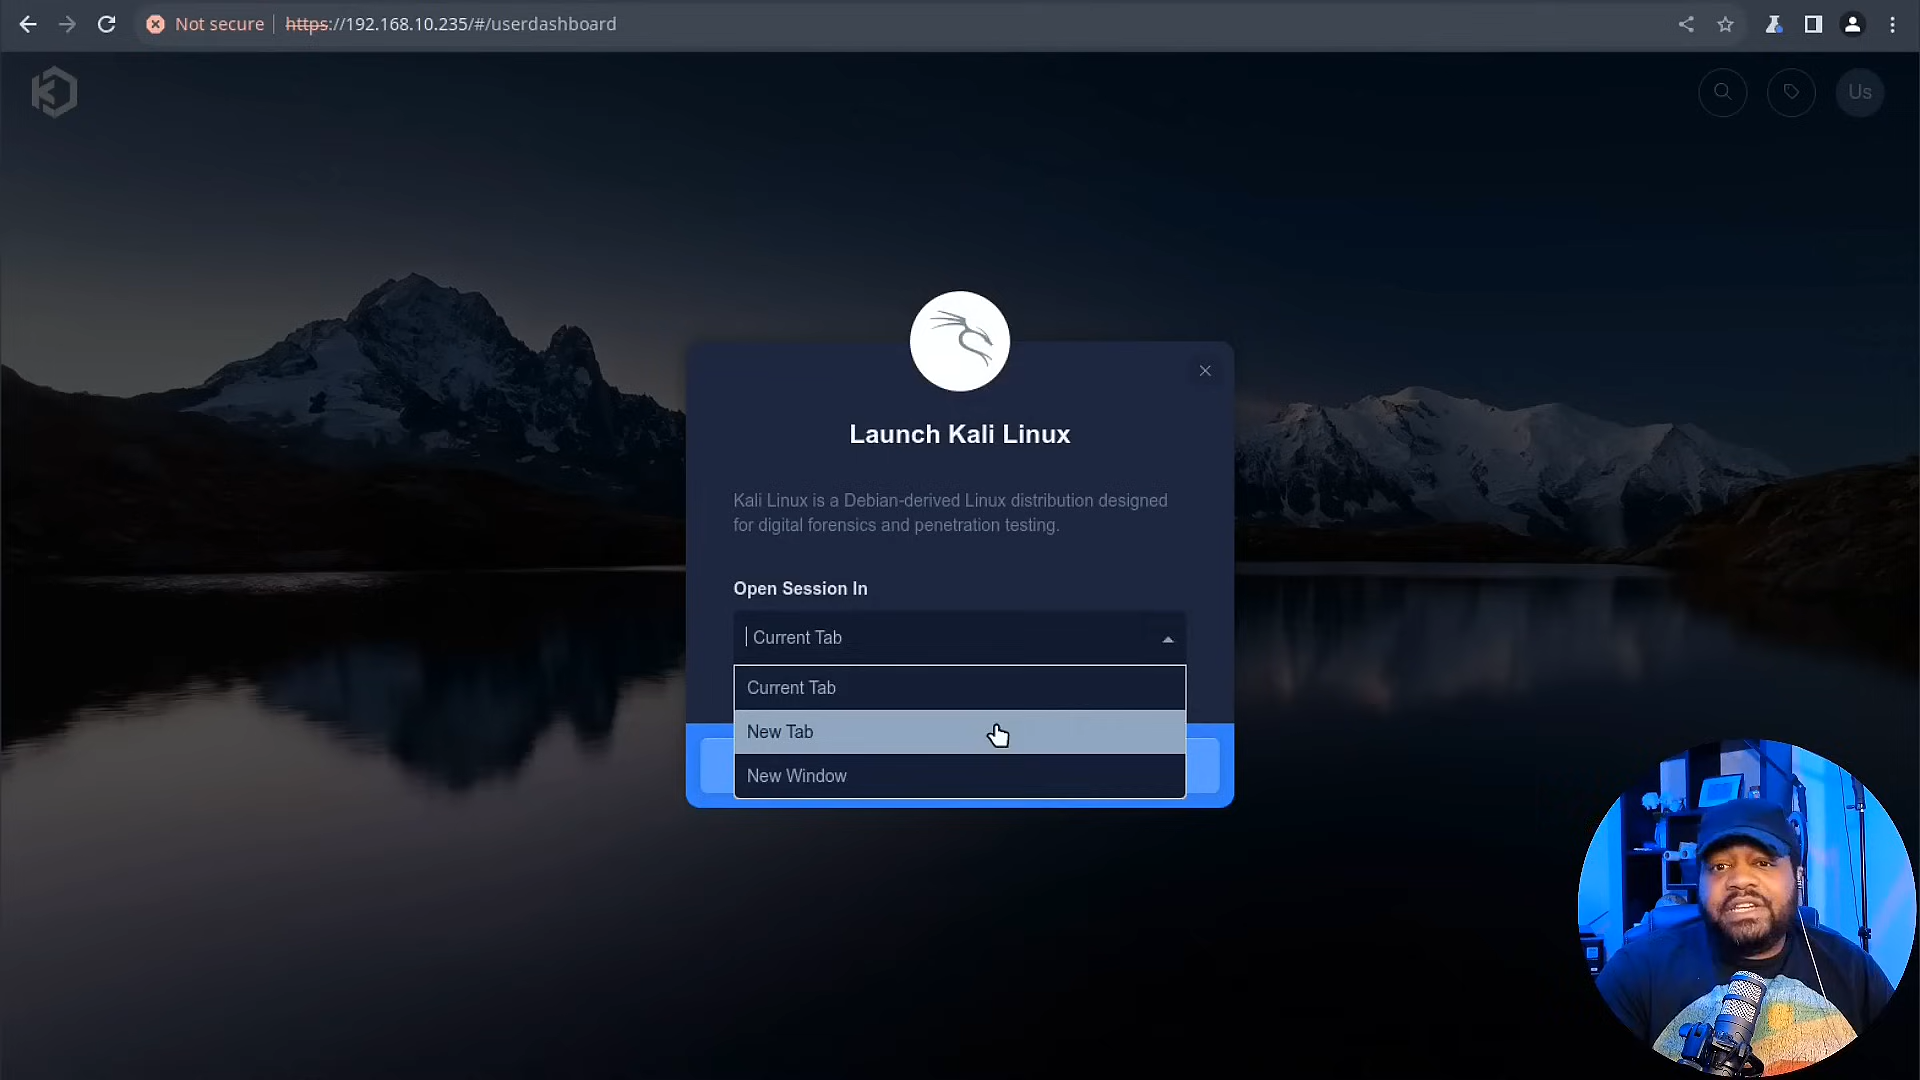 Not secure
https://192.168.10.235/#/userdashboard
Us
Launch Kali Linux
Kali Linux is a Debian-derived Linux distribution designed
for digital forensics and penetration testing.
Open Session In
Current Tab
Current Tab
New Tab
New Window